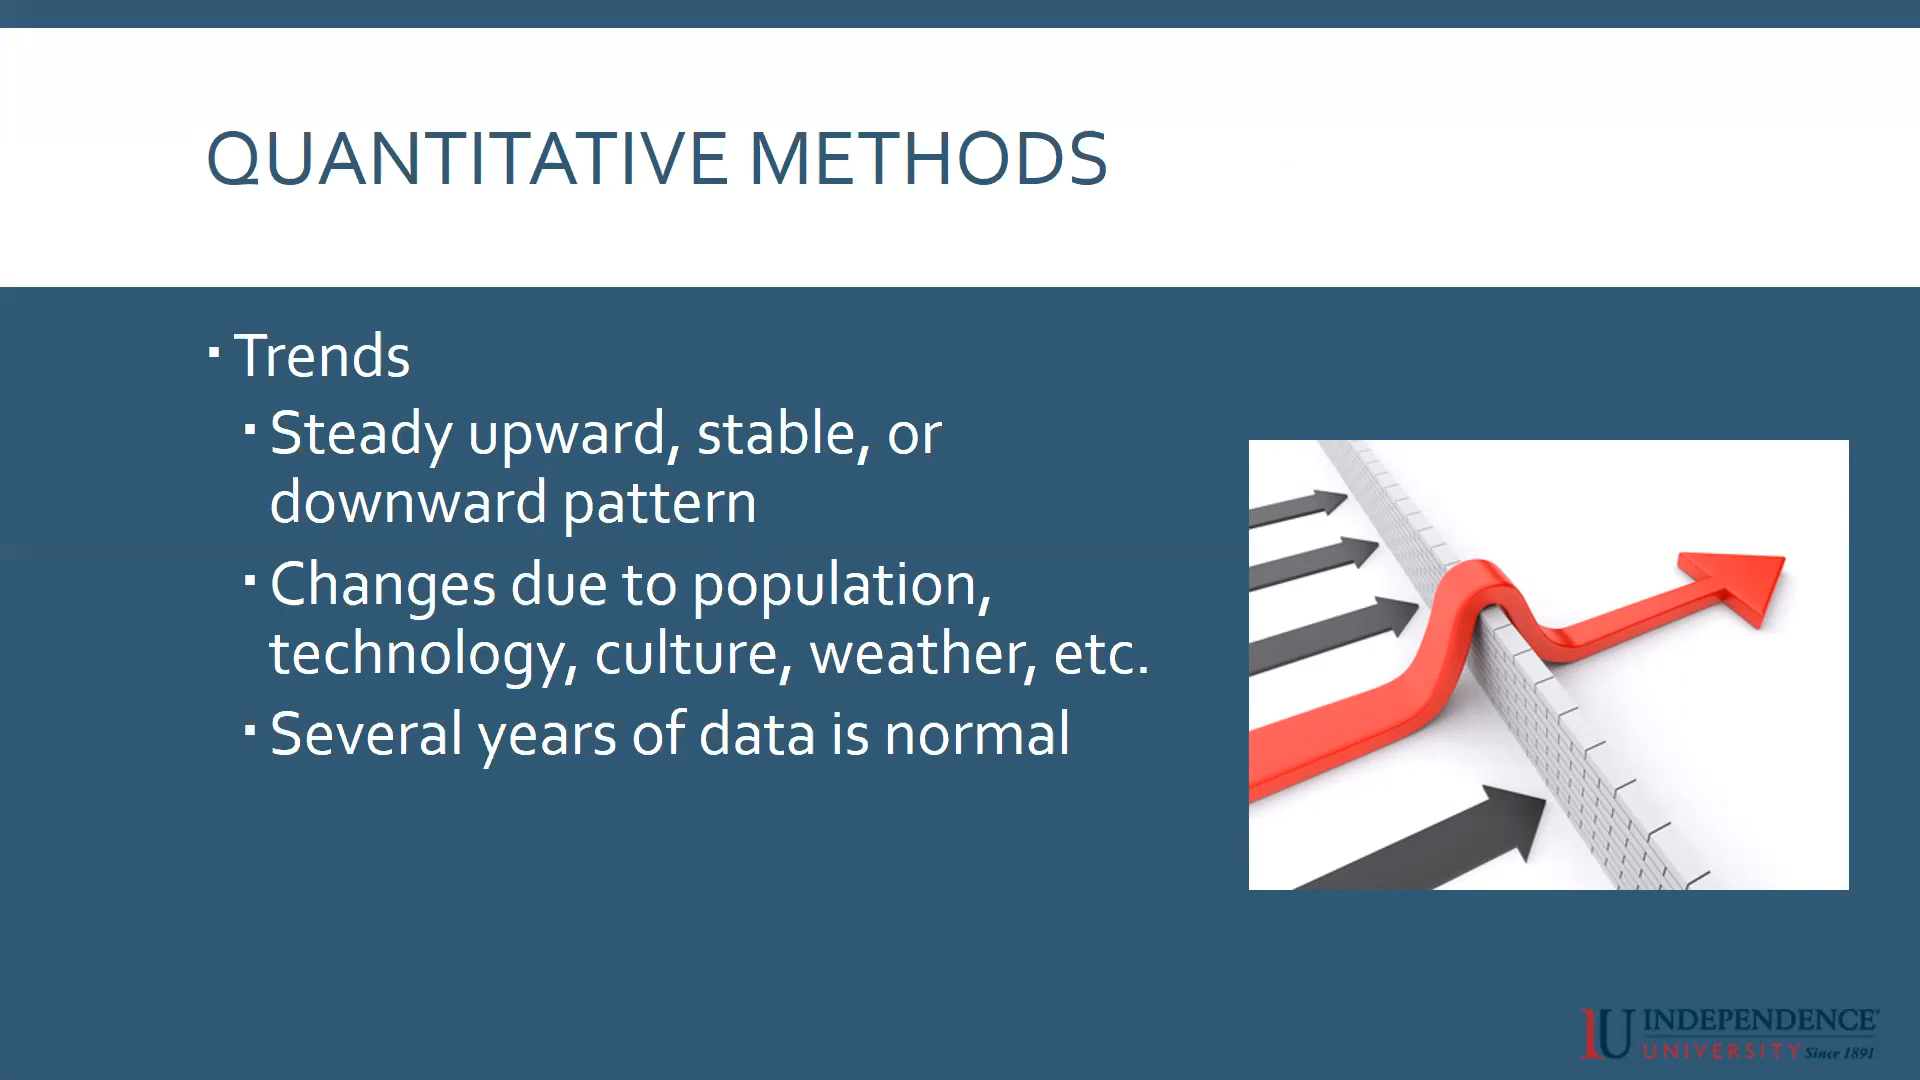 QUANTITATIVE METHODS
▪ Trends
▪ Steady upward, stable, or
downward pattern
▪ Changes due to population,
technology, culture, weather, etc.
▪ Several years of data is normal
IU INDEPENDENCE®
UNIVERSITY Since 1891